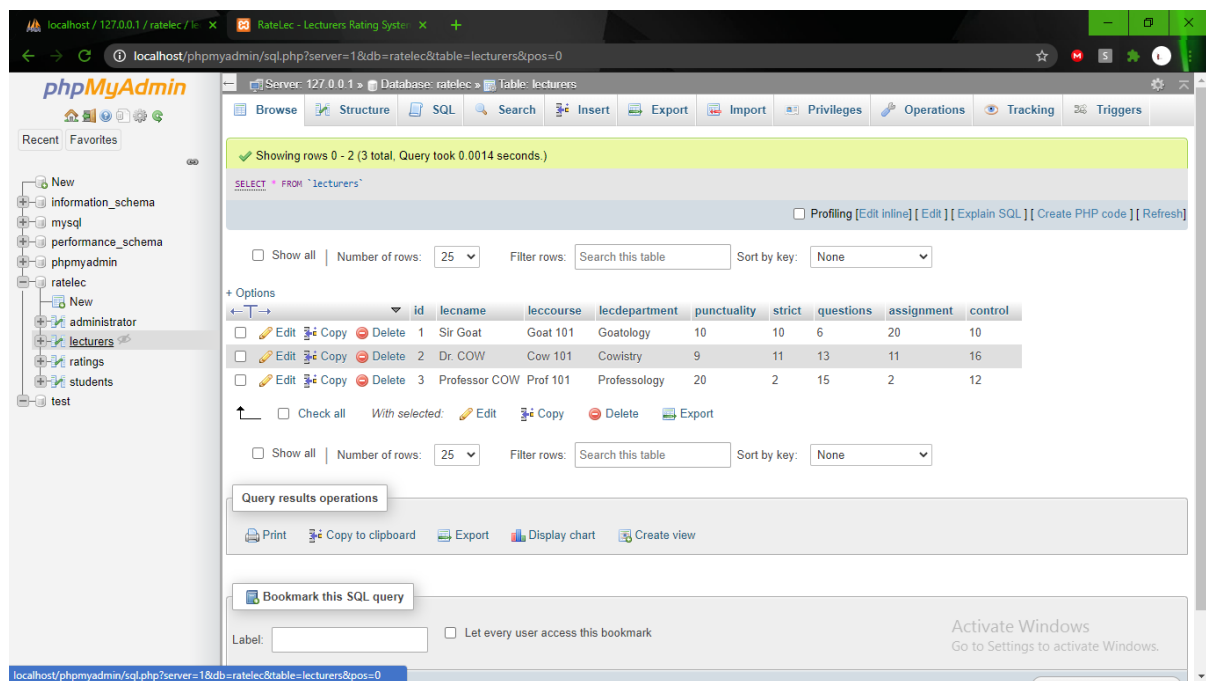 localhost / 127.0.0.1 / ratelec / le
RateLec - Lecturers Rating System
localhost/phpmyadmin/sql.php?server=1&db=ratelec&table=lecturers&pos=0
phpMyAdmin
Recent Favorites
New
information_schema
mysql
performance_schema
phpmyadmin
ratelec
New
administrator
lecturers
ratings
students
test
Server: 127.0.0.1 » Database: ratelec » Table: lecturers
Browse Structure SQL Search Insert Export Import Privileges Operations Tracking Triggers
Showing rows 0 - 2 (3 total, Query took 0.0014 seconds.)
SELECT * FROM `lecturers`
Profiling [Edit inline] [ Edit ] [ Explain SQL ] [ Create PHP code ] [ Refresh]
Show all | Number of rows: 25 Filter rows: Search this table Sort by key: None
+ Options
←T→ ▼ id lecname leccourse lecdepartment punctuality strict questions assignment control
Edit Copy Delete 1 Sir Goat Goat 101 Goatology 10 10 6 20 10
Edit Copy Delete 2 Dr. COW Cow 101 Cowistry 9 11 13 11 16
Edit Copy Delete 3 Professor COW Prof 101 Professology 20 2 15 2 12
Check all With selected: Edit Copy Delete Export
Show all | Number of rows: 25 Filter rows: Search this table Sort by key: None
Query results operations
Print Copy to clipboard Export Display chart Create view
Bookmark this SQL query
Label: Let every user access this bookmark
Activate Windows
Go to Settings to activate Windows.
localhost/phpmyadmin/sql.php?server=1&db=ratelec&table=lecturers&pos=0